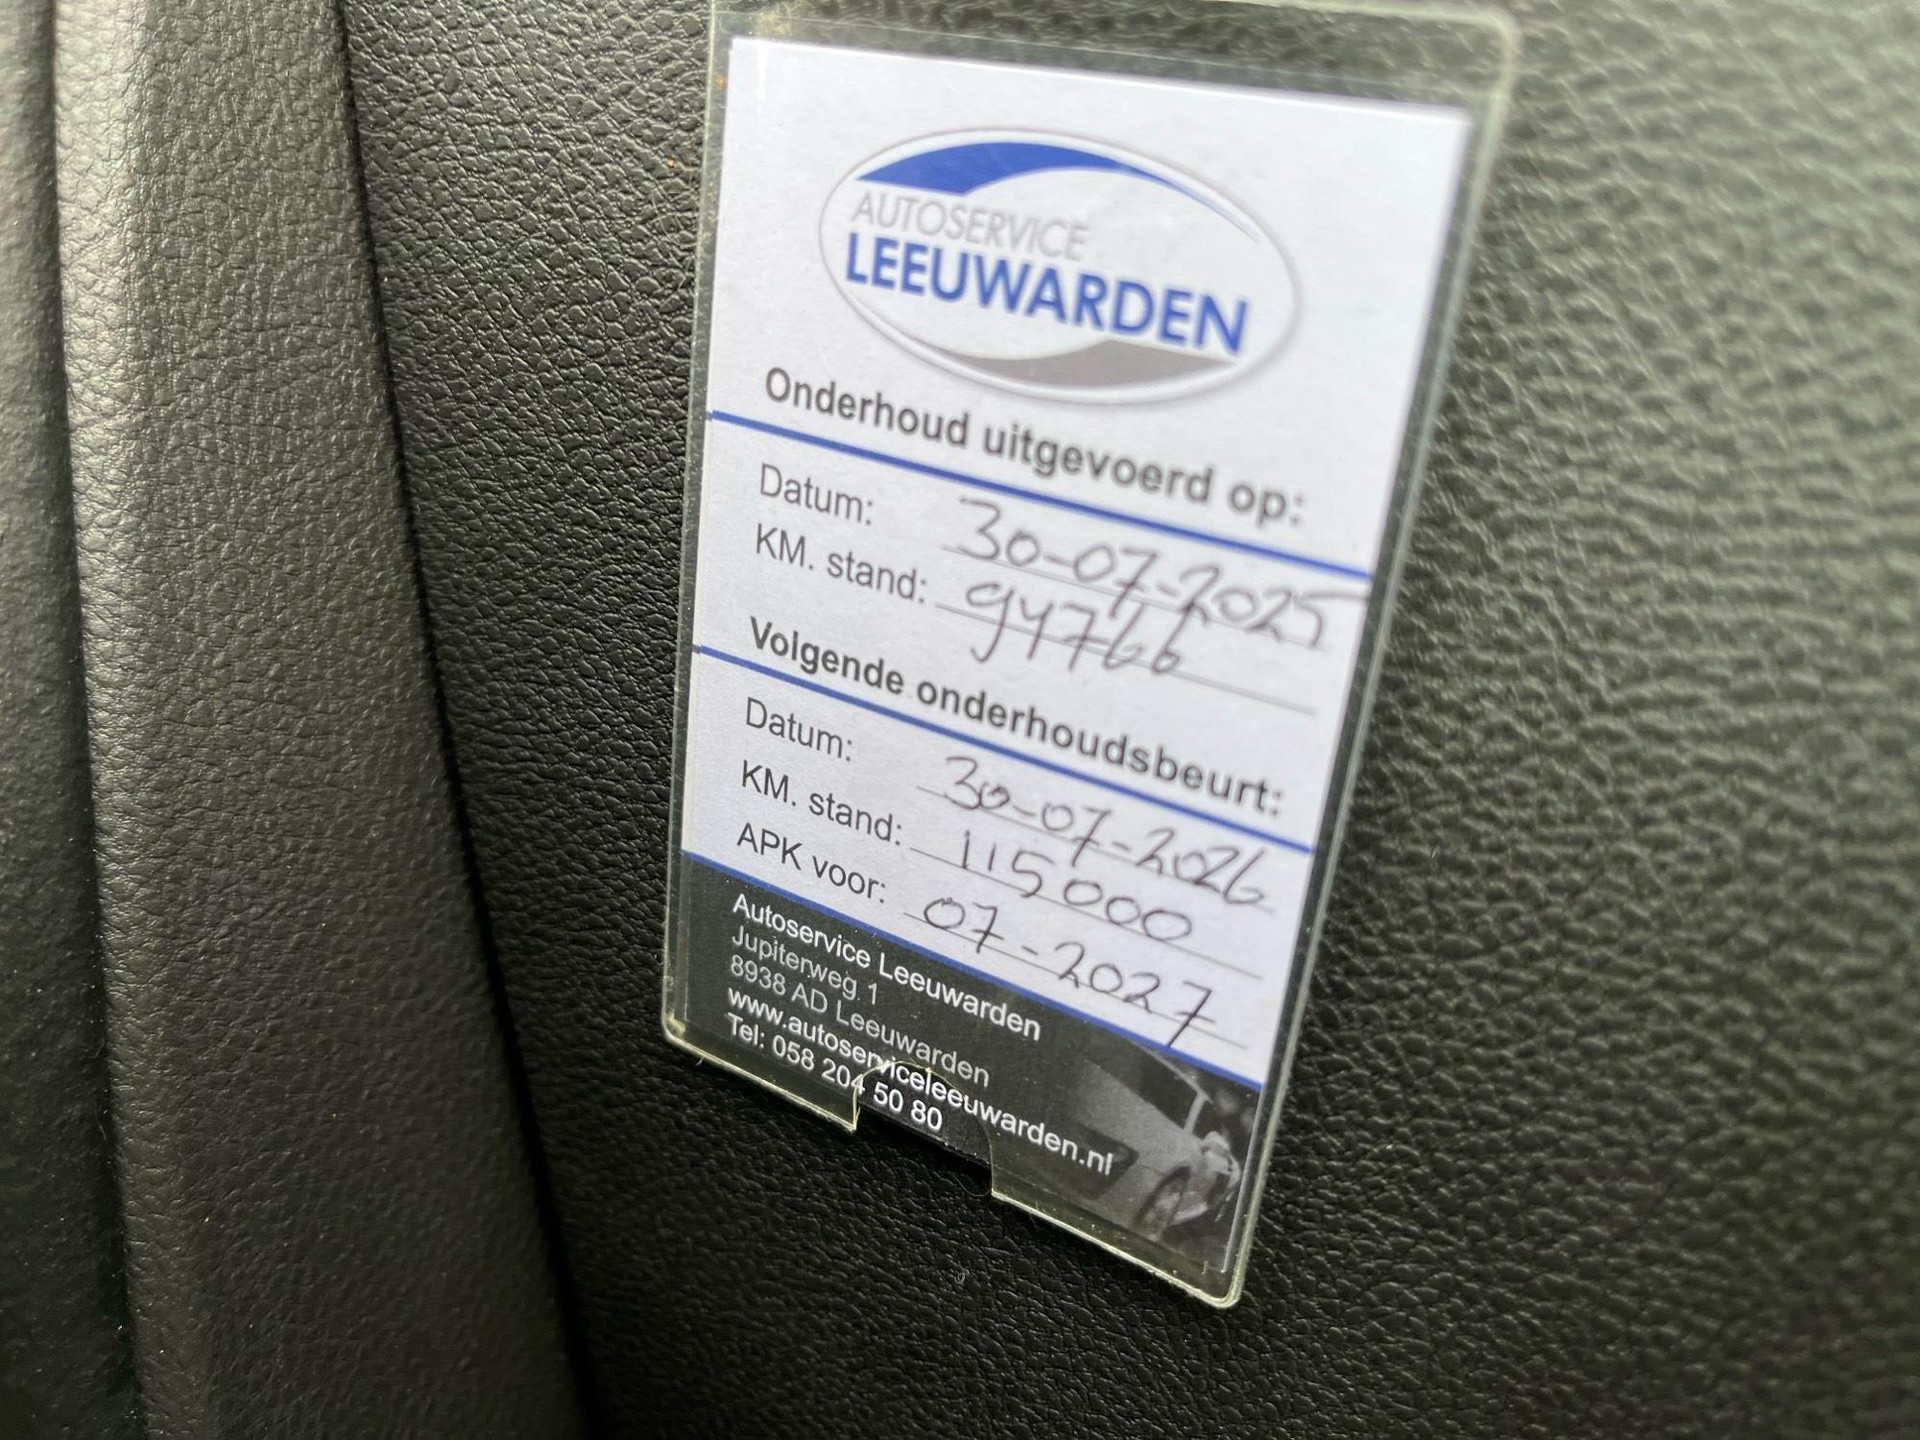 AUTOSERVICE
LEEUWARDEN
Onderhoud uitgevoerd op:
Datum: 30-07-2025
KM. stand: 94766
Volgende onderhoudsbeurt:
Datum: 30-07-2026
KM. stand: 115000
APK voor: 07-2027
Autoservice Leeuwarden
Jupiterweg 1
8938 AD Leeuwarden
www.autoserviceleeuwarden.nl
Tel: 058 204 50 80